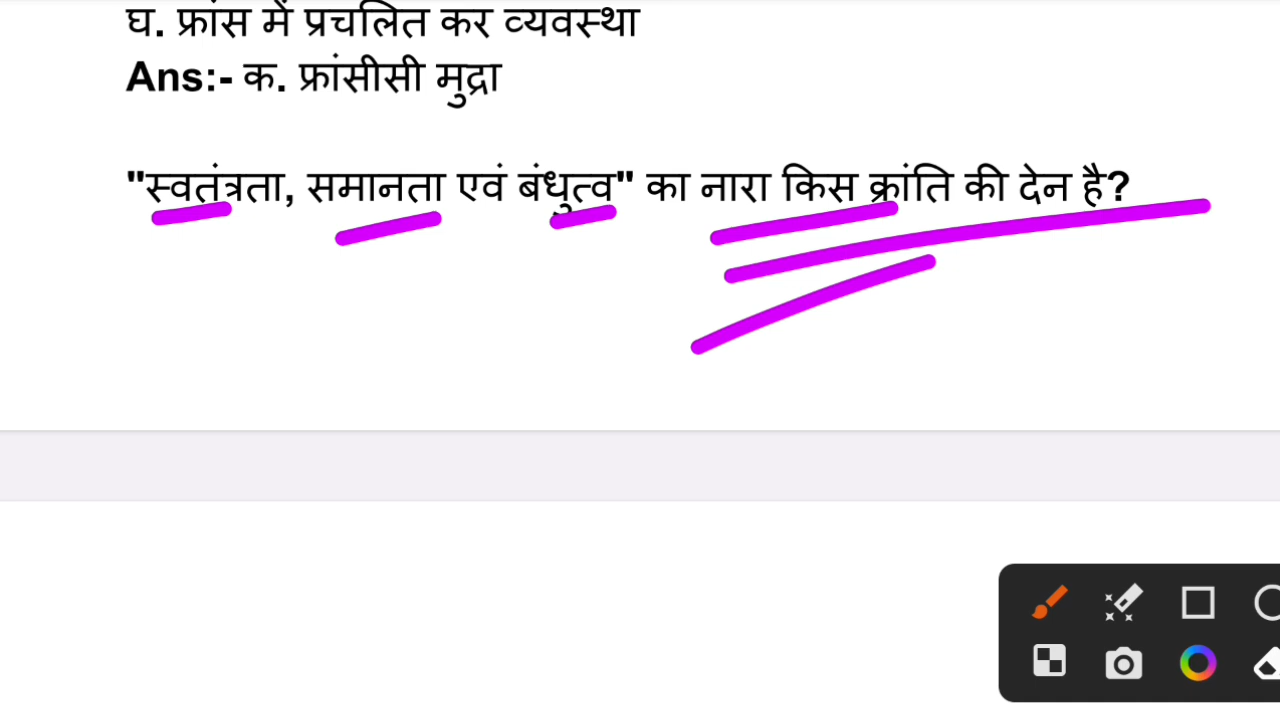 घ. फ्रांस में प्रचलित कर व्यवस्था
Ans:- क. फ्रांसीसी मुद्रा
"स्वतंत्रता, समानता एवं बंधुत्व" का नारा किस क्रांति की देन है?